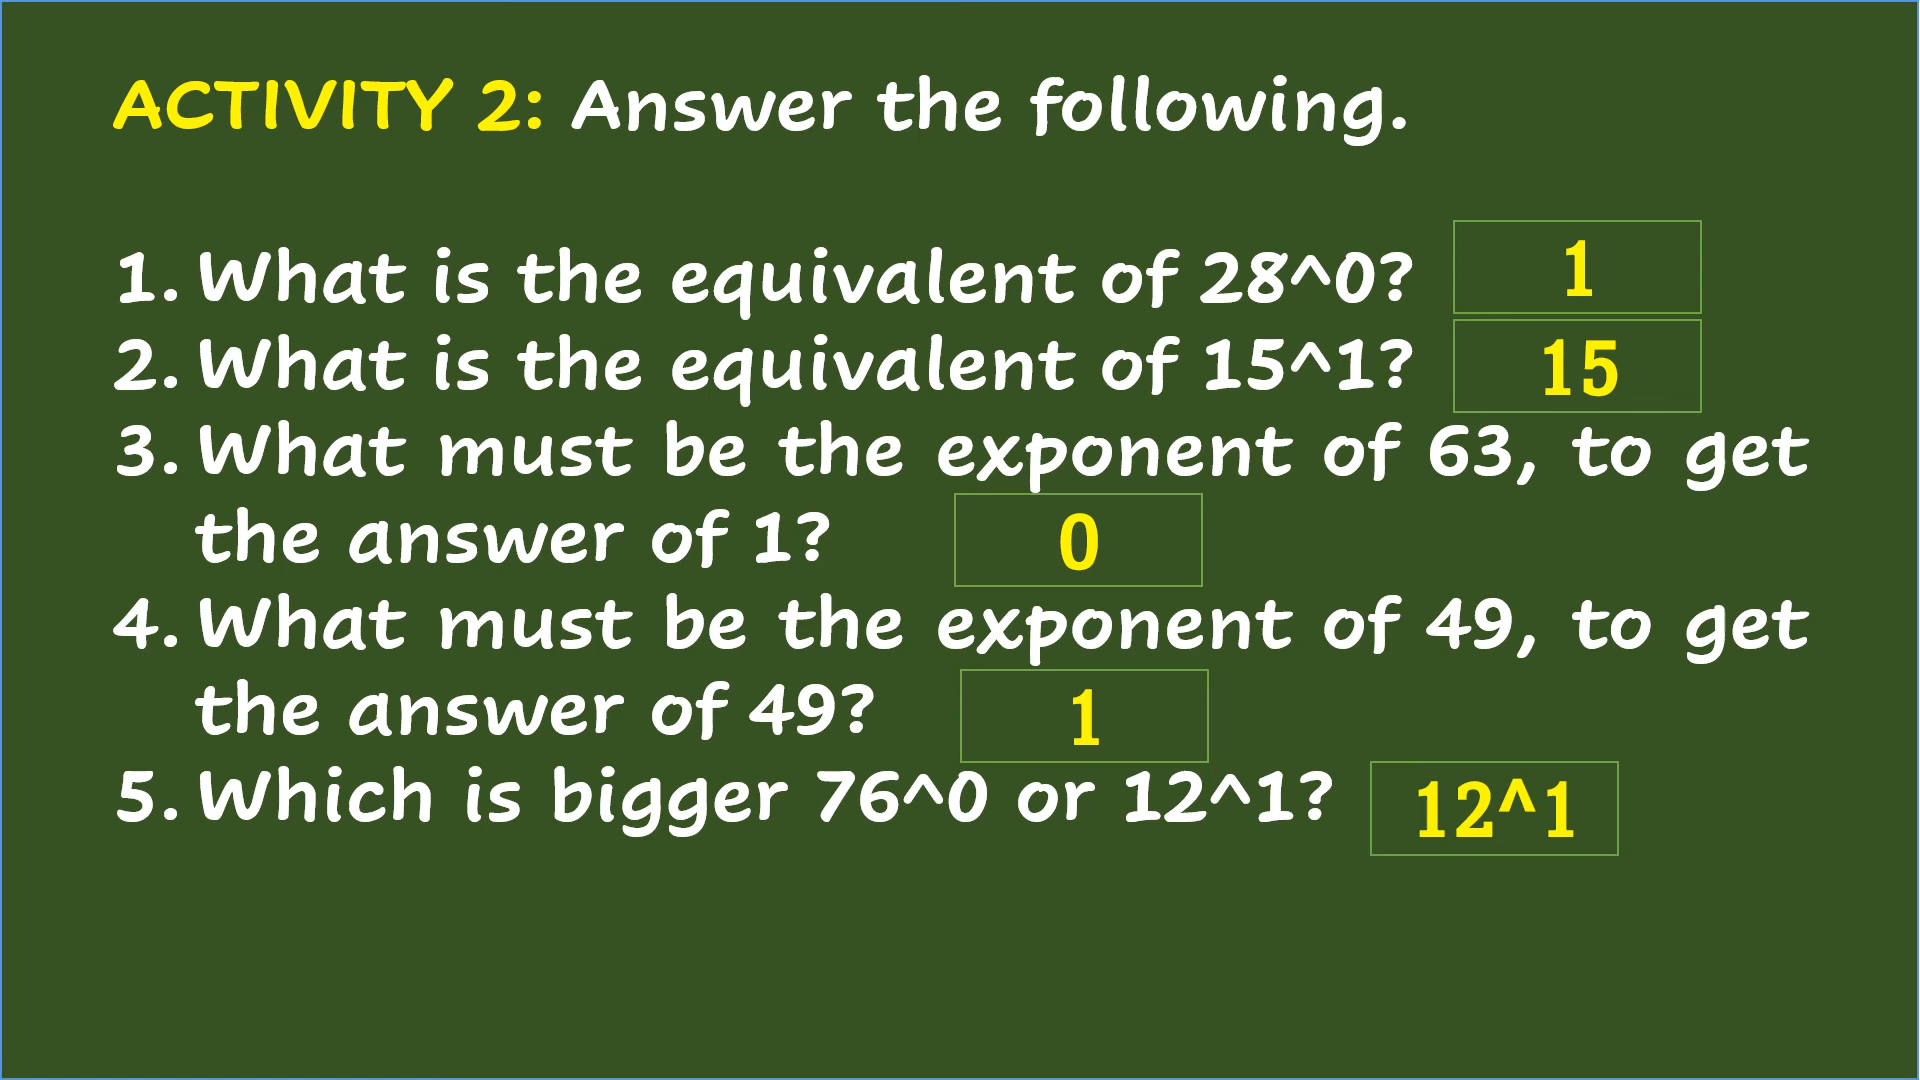 ACTIVITY 2: Answer the following.
1. What is the equivalent of 28^0? 1
2. What is the equivalent of 15^1? 15
3. What must be the exponent of 63, to get
the answer of 1? 0
4. What must be the exponent of 49, to get
the answer of 49? 1
5. Which is bigger 76^0 or 12^1? 12^1